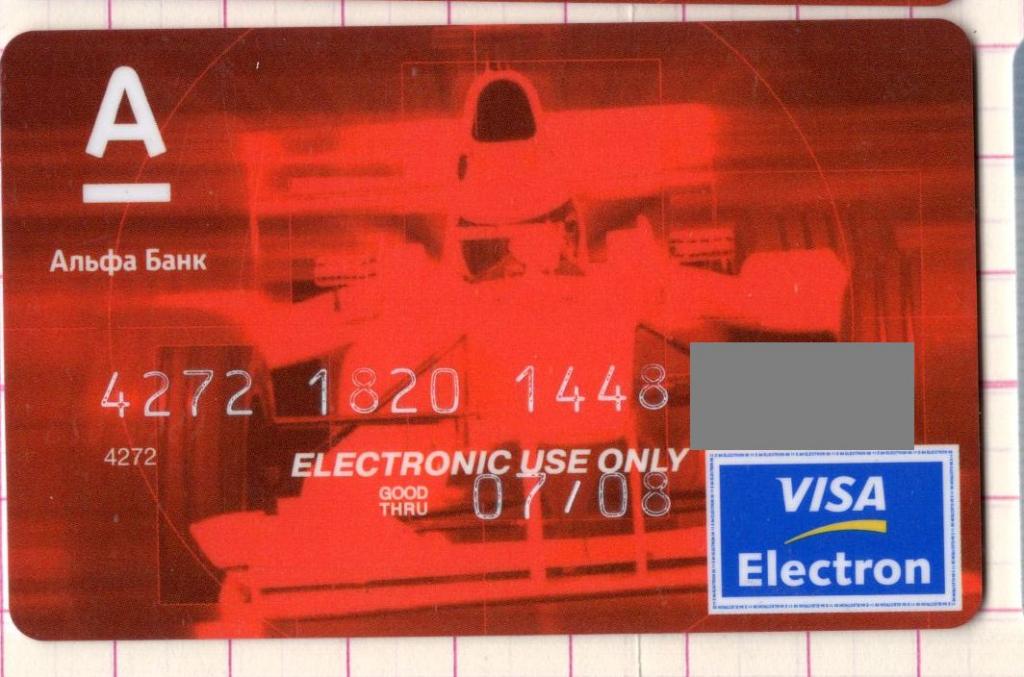 А
Альфа Банк
4272 1820 1448
4272
ELECTRONIC USE ONLY
GOOD
THRU 07/08
VISA
Electron